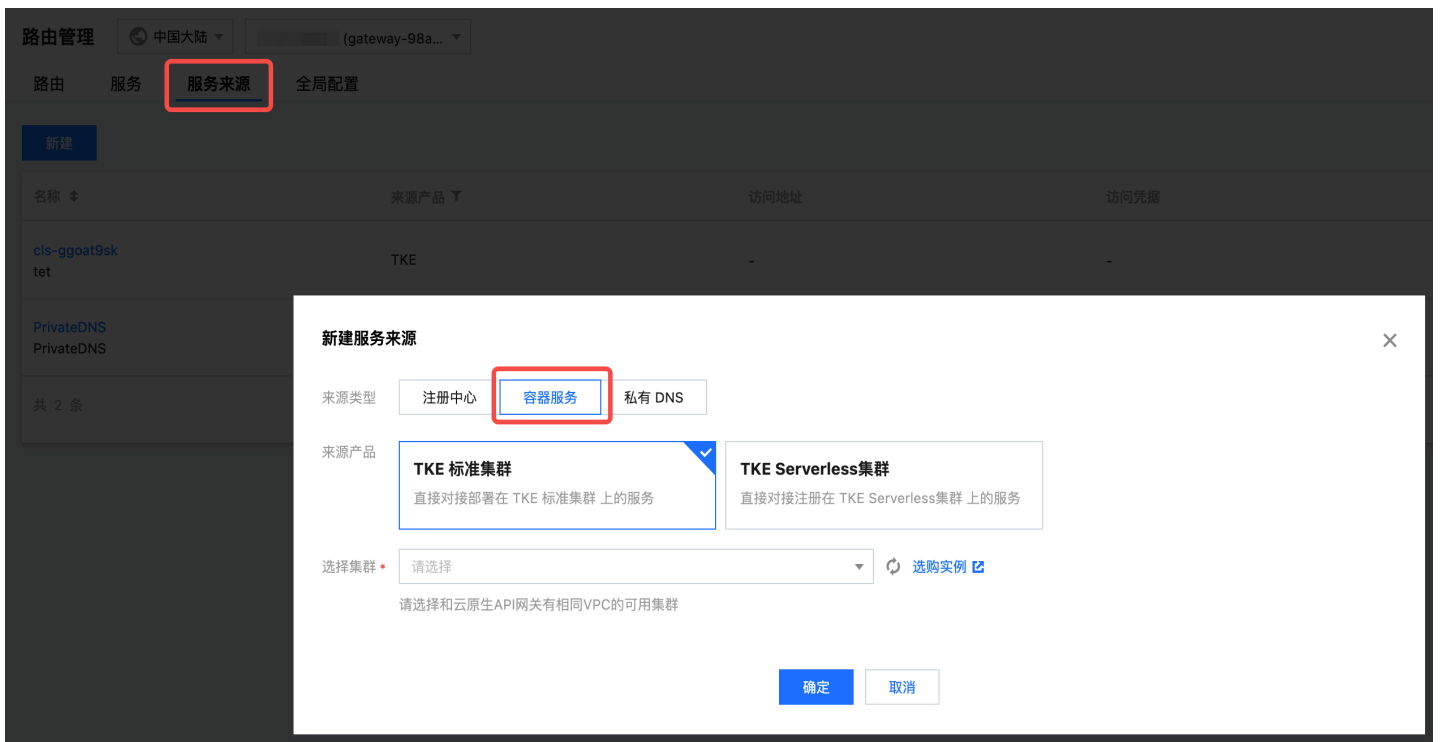 路由管理 中国大陆 (gateway-98a...
路由 服务 服务来源 全局配置
新建
名称 来源产品 访问地址 访问凭据
cls-ggoat9sk
tet TKE - -
PrivateDNS
PrivateDNS
共 2 条
新建服务来源
来源类型 注册中心 容器服务 私有 DNS
来源产品
TKE 标准集群 TKE Serverless集群
直接对接部署在 TKE 标准集群 上的服务 直接对接注册在 TKE Serverless集群 上的服务
选择集群 * 请选择 选购实例
请选择和云原生API网关有相同VPC的可用集群
确定 取消